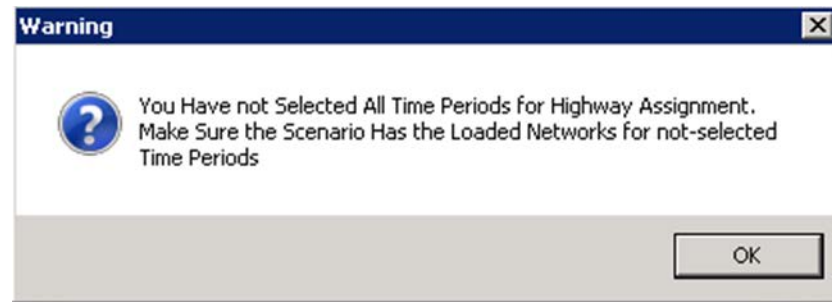 Warning
You Have not Selected All Time Periods for Highway Assignment.
Make Sure the Scenario Has the Loaded Networks for not-selected
Time Periods
OK